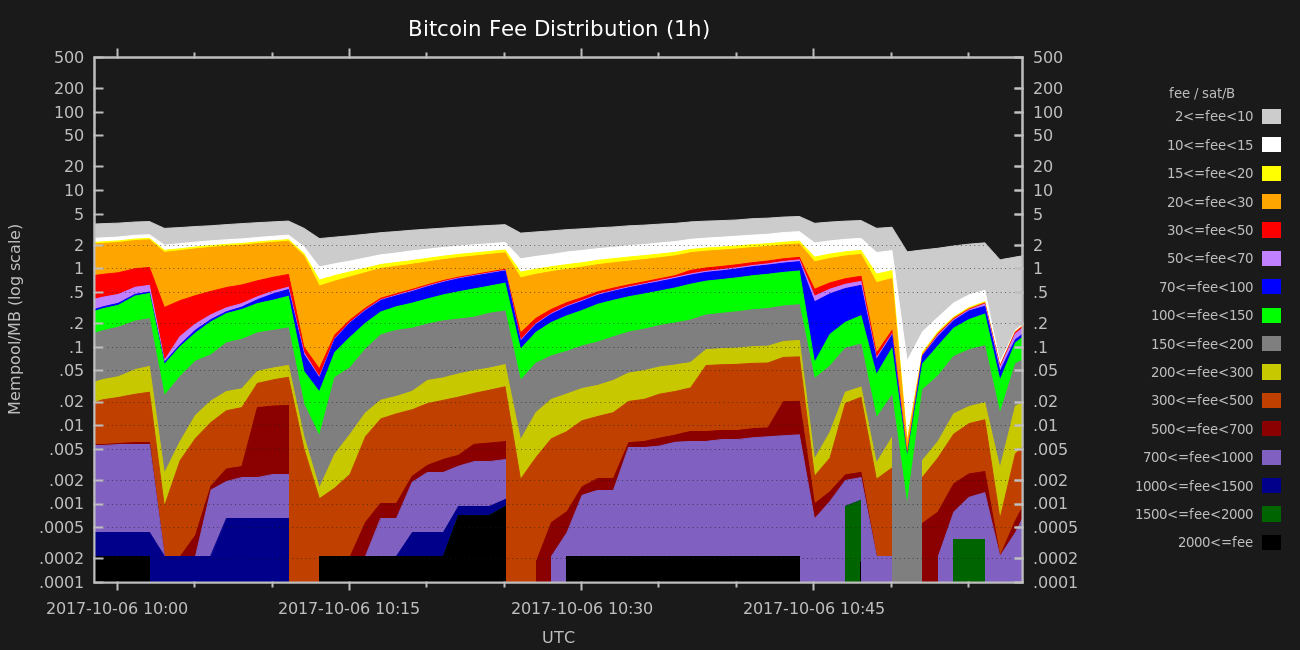 Bitcoin Fee Distribution (1h)
500 500
200 200
100 100
50 50
20 20
10 10
5 5
2 2
1 1
.5 .5
.2 .2
.1 .1
.05 .05
.02 .02
.01 .01
.005 .005
.002 .002
.001 .001
.0005 .0005
.0002 .0002
.0001 .0001
Mempool/MB (log scale)
2017-10-06 10:00 2017-10-06 10:15 2017-10-06 10:30 2017-10-06 10:45
UTC
fee / sat/B
2<=fee<10
10<=fee<15
15<=fee<20
20<=fee<30
30<=fee<50
50<=fee<70
70<=fee<100
100<=fee<150
150<=fee<200
200<=fee<300
300<=fee<500
500<=fee<700
700<=fee<1000
1000<=fee<1500
1500<=fee<2000
2000<=fee